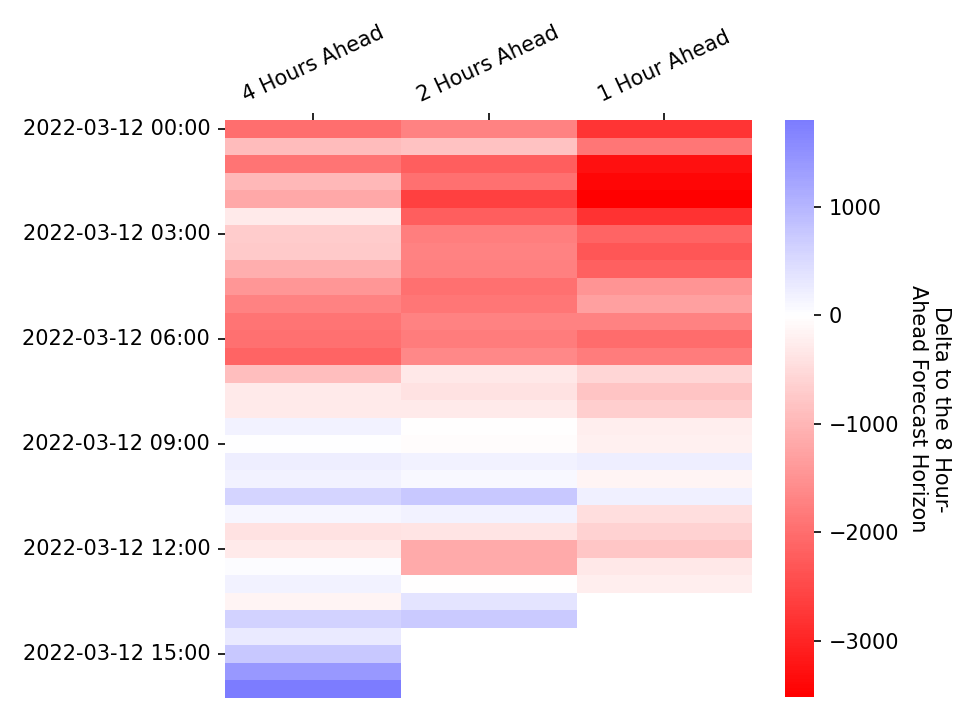 4 Hours Ahead
2 Hours Ahead
1 Hour Ahead
2022-03-12 00:00
2022-03-12 03:00
2022-03-12 06:00
2022-03-12 09:00
2022-03-12 12:00
2022-03-12 15:00
1000
0
−1000
−2000
−3000
Delta to the 8 Hour-
Ahead Forecast Horizon